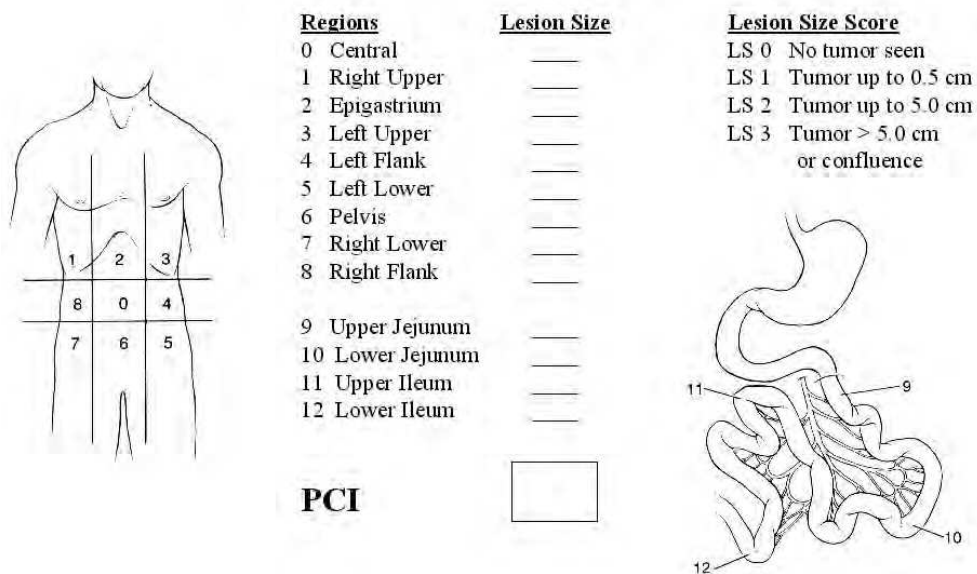 Regions
0 Central
1 Right Upper
2 Epigastrium
3 Left Upper
4 Left Flank
5 Left Lower
6 Pelvis
7 Right Lower
8 Right Flank
9 Upper Jejunum
10 Lower Jejunum
11 Upper Ileum
12 Lower Ileum
PCI
Lesion Size
Lesion Size Score
LS 0 No tumor seen
LS 1 Tumor up to 0.5 cm
LS 2 Tumor up to 5.0 cm
LS 3 Tumor > 5.0 cm
or confluence
1 2 3
8 0 4
7 6 5
11
9
10
12